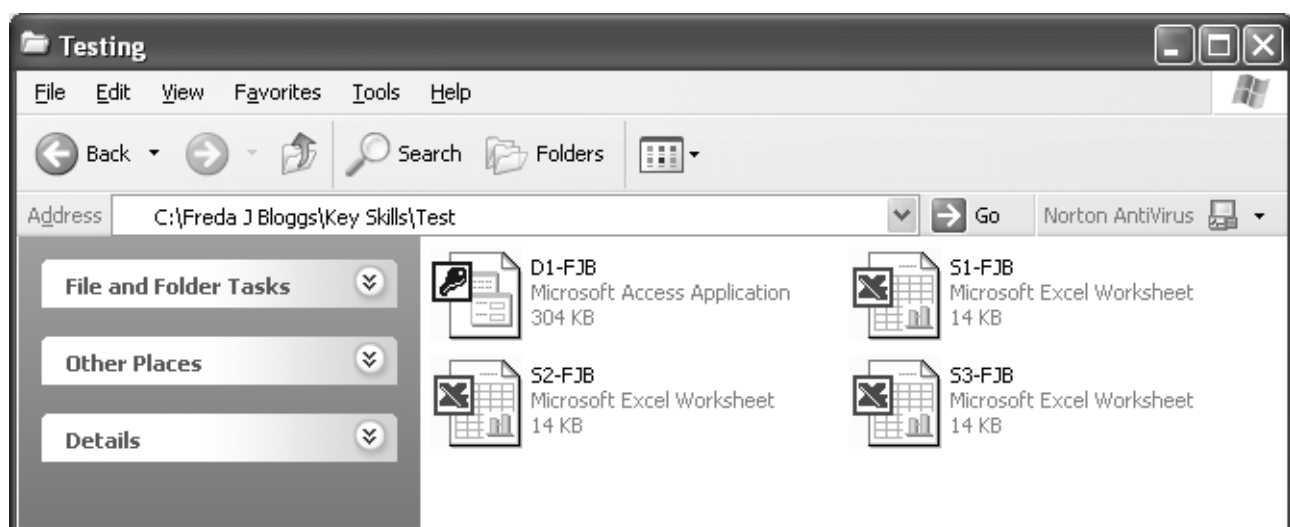 Testing
File Edit View Favorites Tools Help
Back Search Folders
Address C:\Freda J Bloggs\Key Skills\Test Go Norton AntiVirus
File and Folder Tasks
Other Places
Details
D1-FJB
Microsoft Access Application
304 KB
S1-FJB
Microsoft Excel Worksheet
14 KB
S2-FJB
Microsoft Excel Worksheet
14 KB
S3-FJB
Microsoft Excel Worksheet
14 KB